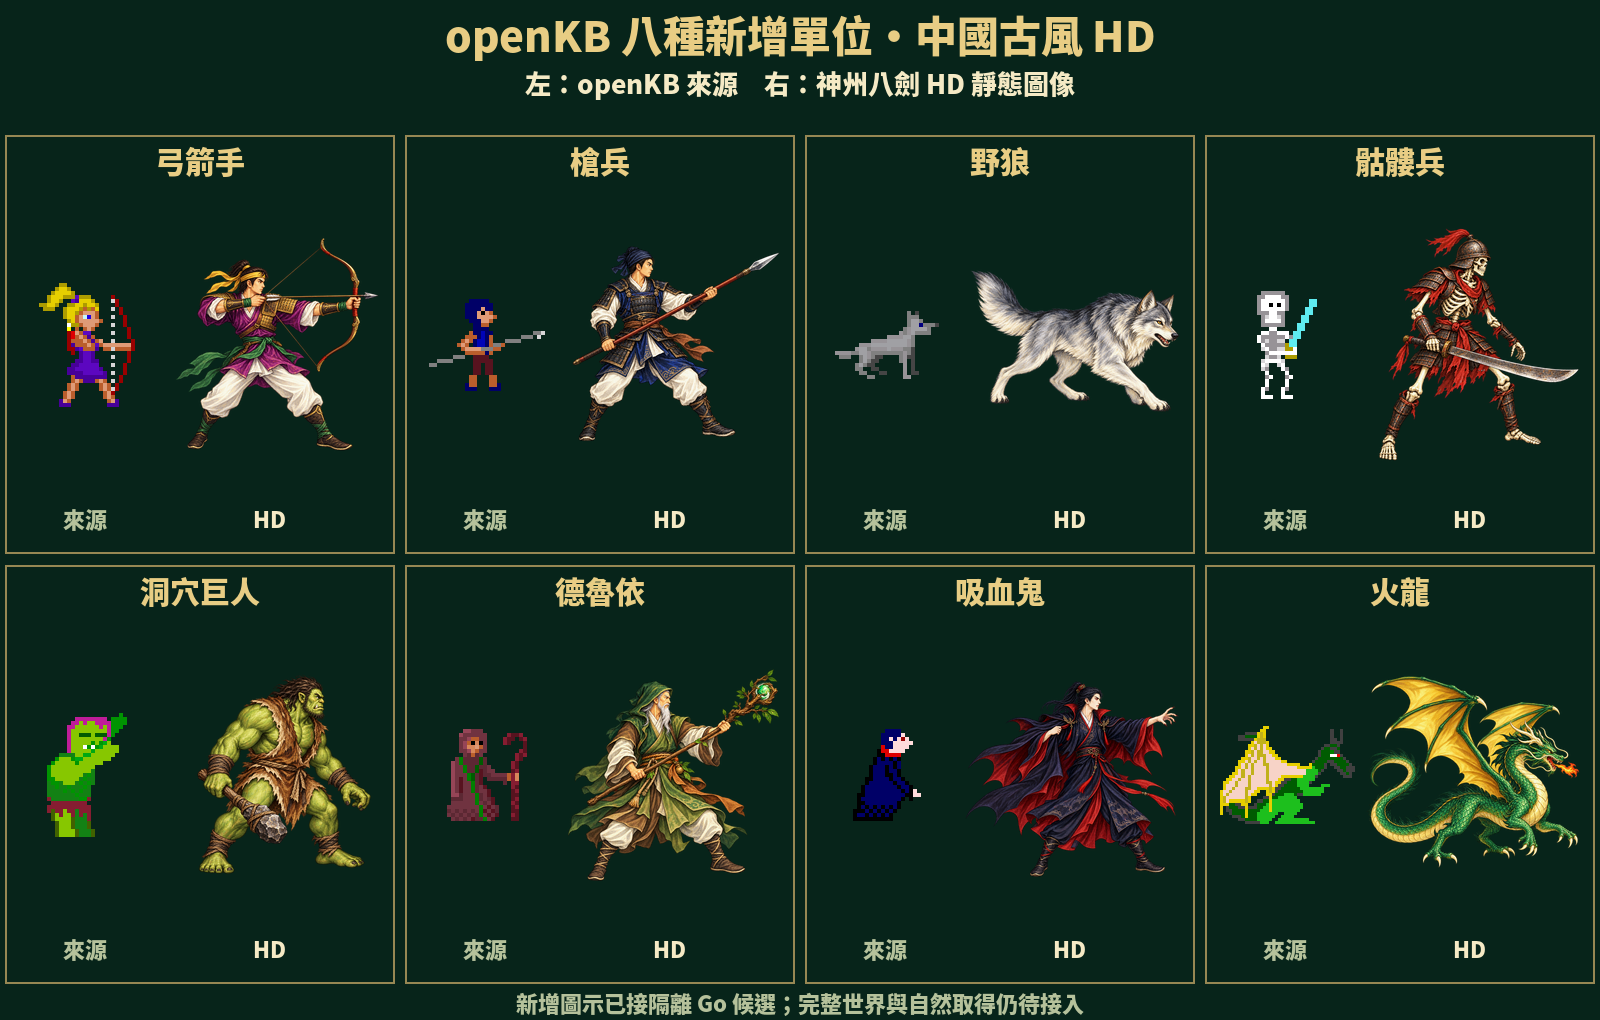 openKB 八種新增單位・中國古風 HD
左：openKB 來源　右：神州八劍 HD 靜態圖像
弓箭手
槍兵
野狼
骷髏兵
來源 HD
來源 HD
來源 HD
來源 HD
洞穴巨人
德魯依
吸血鬼
火龍
來源 HD
來源 HD
來源 HD
來源 HD
新增圖示已接隔離 Go 候選；完整世界與自然取得仍待接入